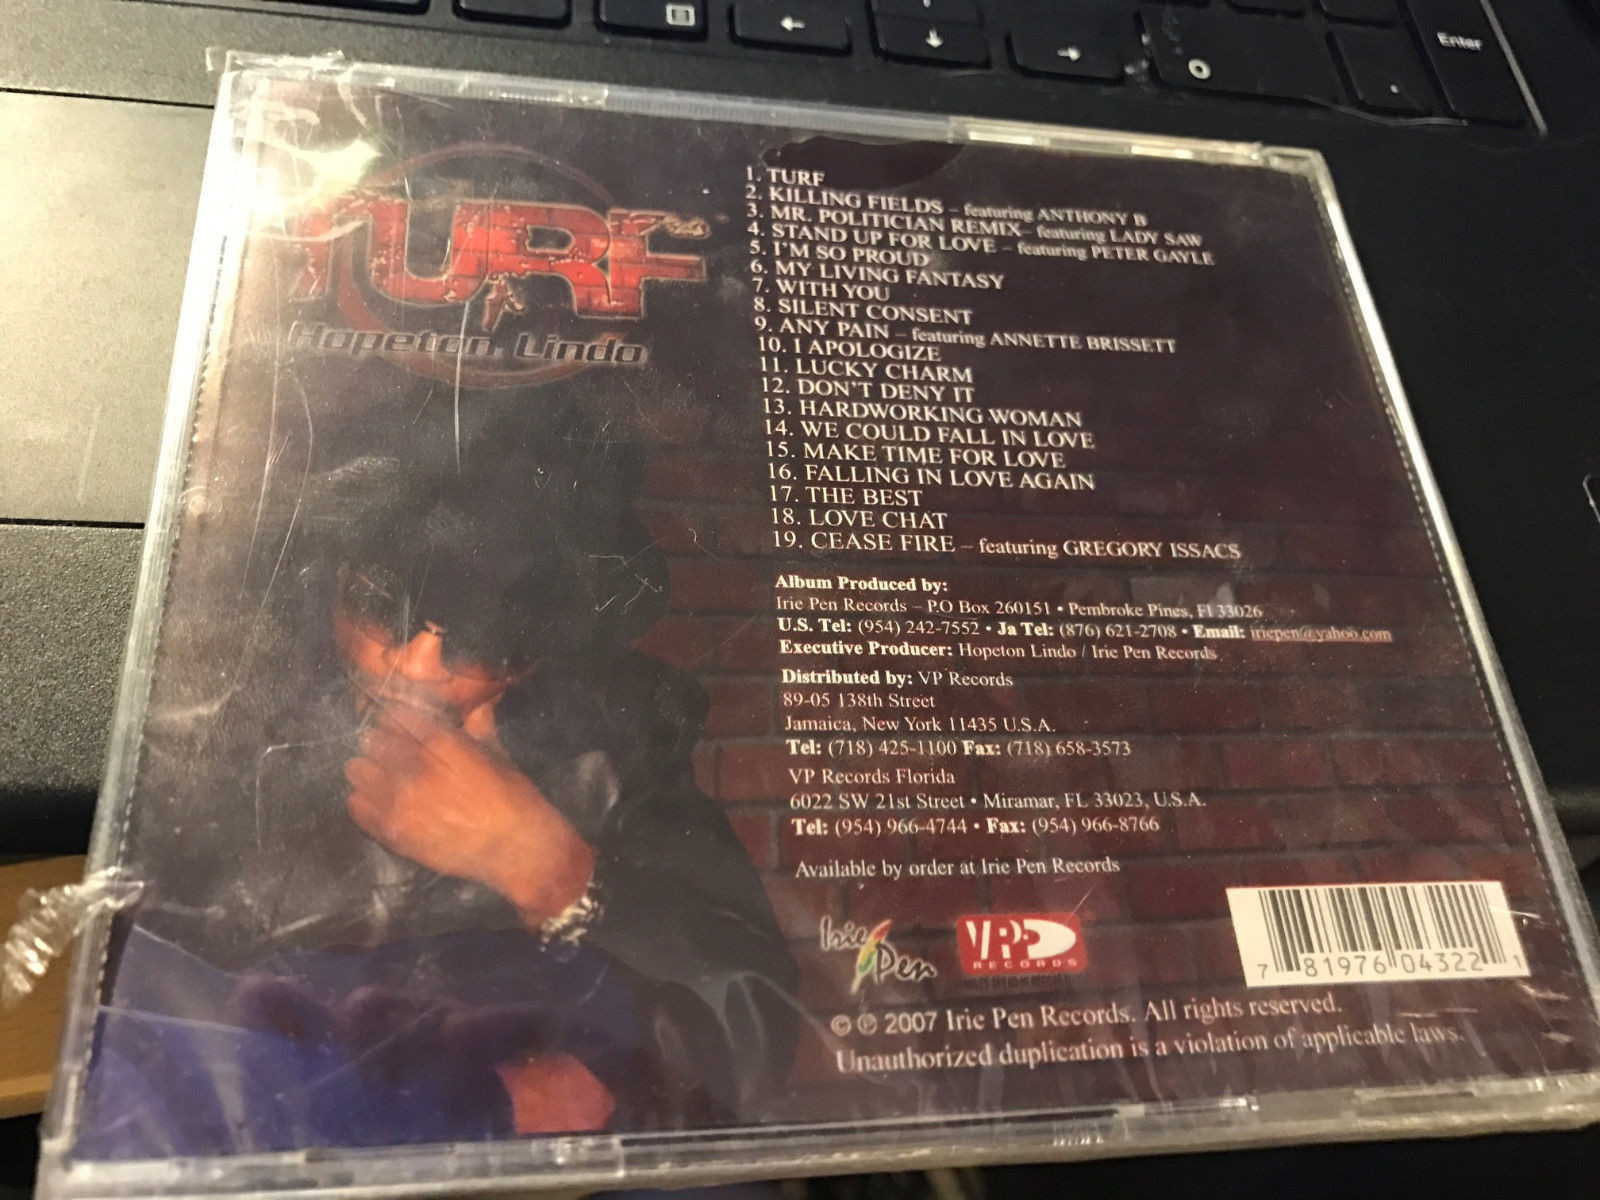 Enter
TURF
Hopeton Lindo
1. TURF
2. KILLING FIELDS – featuring ANTHONY B
3. MR. POLITICIAN REMIX– featuring LADY SAW
4. STAND UP FOR LOVE – featuring PETER GAYLE
5. I'M SO PROUD
6. MY LIVING FANTASY
7. WITH YOU
8. SILENT CONSENT
9. ANY PAIN – featuring ANNETTE BRISSETT
10. I APOLOGIZE
11. LUCKY CHARM
12. DON'T DENY IT
13. HARDWORKING WOMAN
14. WE COULD FALL IN LOVE
15. MAKE TIME FOR LOVE
16. FALLING IN LOVE AGAIN
17. THE BEST
18. LOVE CHAT
19. CEASE FIRE – featuring GREGORY ISSACS
Album Produced by:
Irie Pen Records – P.O Box 260151 • Pembroke Pines, Fl 33026
U.S. Tel: (954) 242-7552 • Ja Tel: (876) 621-2708 • Email: iriepen@yahoo.com
Executive Producer: Hopeton Lindo / Irie Pen Records
Distributed by: VP Records
89-05 138th Street
Jamaica, New York 11435 U.S.A.
Tel: (718) 425-1100 Fax: (718) 658-3573
VP Records Florida
6022 SW 21st Street • Miramar, FL 33023, U.S.A.
Tel: (954) 966-4744 • Fax: (954) 966-8766
Available by order at Irie Pen Records
Irie Pen
VP
RECORDS
7 81976 04322 1
© ℗ 2007 Irie Pen Records. All rights reserved.
Unauthorized duplication is a violation of applicable laws.